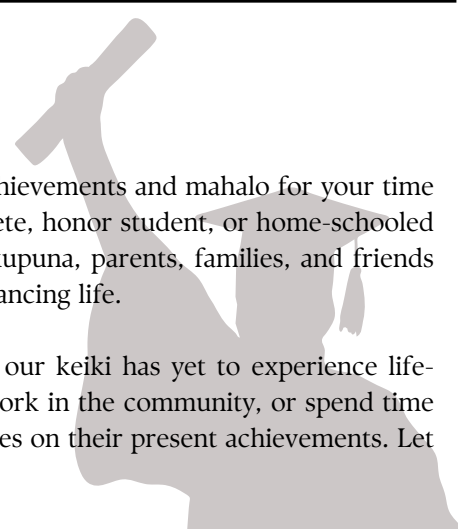 hievements and mahalo for your time
ete, honor student, or home-schooled
kupuna, parents, families, and friends
ancing life.
our keiki has yet to experience life-
ork in the community, or spend time
es on their present achievements. Let